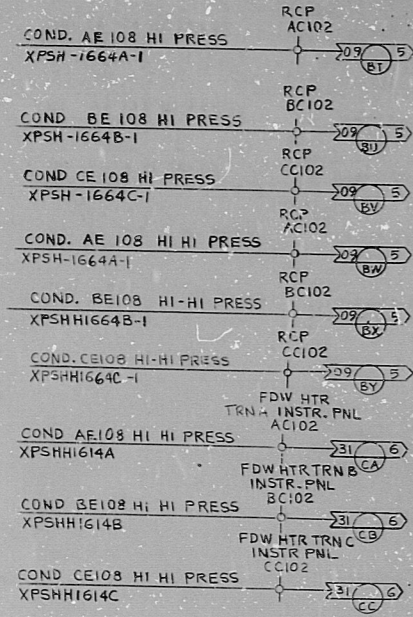 RCP
AC102
COND. AE 108 HI PRESS
XPSH-1664A-1
09 BT 5
RCP
BC102
COND BE 108 HI PRESS
XPSH-1664B-1
09 BU 5
RCP
CC102
COND CE 108 HI PRESS
XPSH-1664C-1
09 BV 5
RCP
AC102
COND. AE 108 HI HI PRESS
XPSH-1664A-1
09 BW 5
RCP
BC102
COND. BE108 HI-HI PRESS
XPSHH1664B-1
09 BX 5
RCP
CC102
COND. CE108 HI-HI PRESS
XPSHH1664C-1
09 BY 5
FDW HTR
TRN A INSTR. PNL
AC102
COND AE108 HI HI PRESS
XPSHH1614A
31 CA 6
FDW HTR TRN B
INSTR. PNL
BC102
COND BE108 HI HI PRESS
XPSHH1614B
31 CB 6
FDW HTR TRN C
INSTR PNL
CC102
COND CE108 HI HI PRESS
XPSHH1614C
31 CC 6